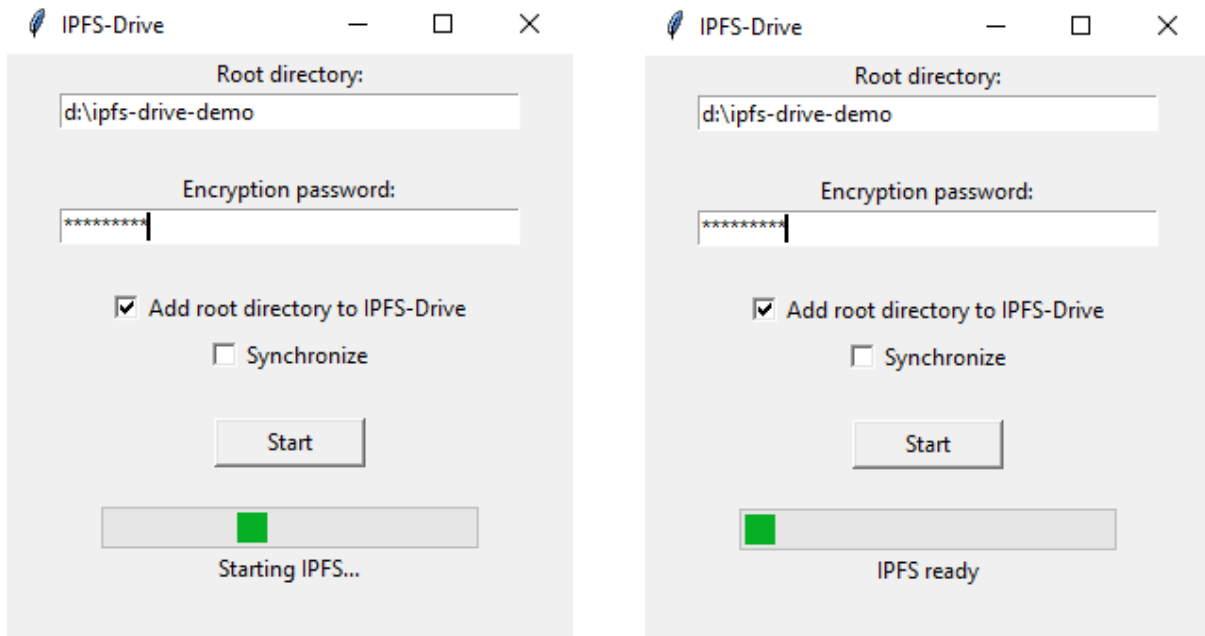 IPFS-Drive
Root directory:
d:\ipfs-drive-demo
Encryption password:
*********
Add root directory to IPFS-Drive
Synchronize
Start
Starting IPFS...
IPFS-Drive
Root directory:
d:\ipfs-drive-demo
Encryption password:
*********
Add root directory to IPFS-Drive
Synchronize
Start
IPFS ready